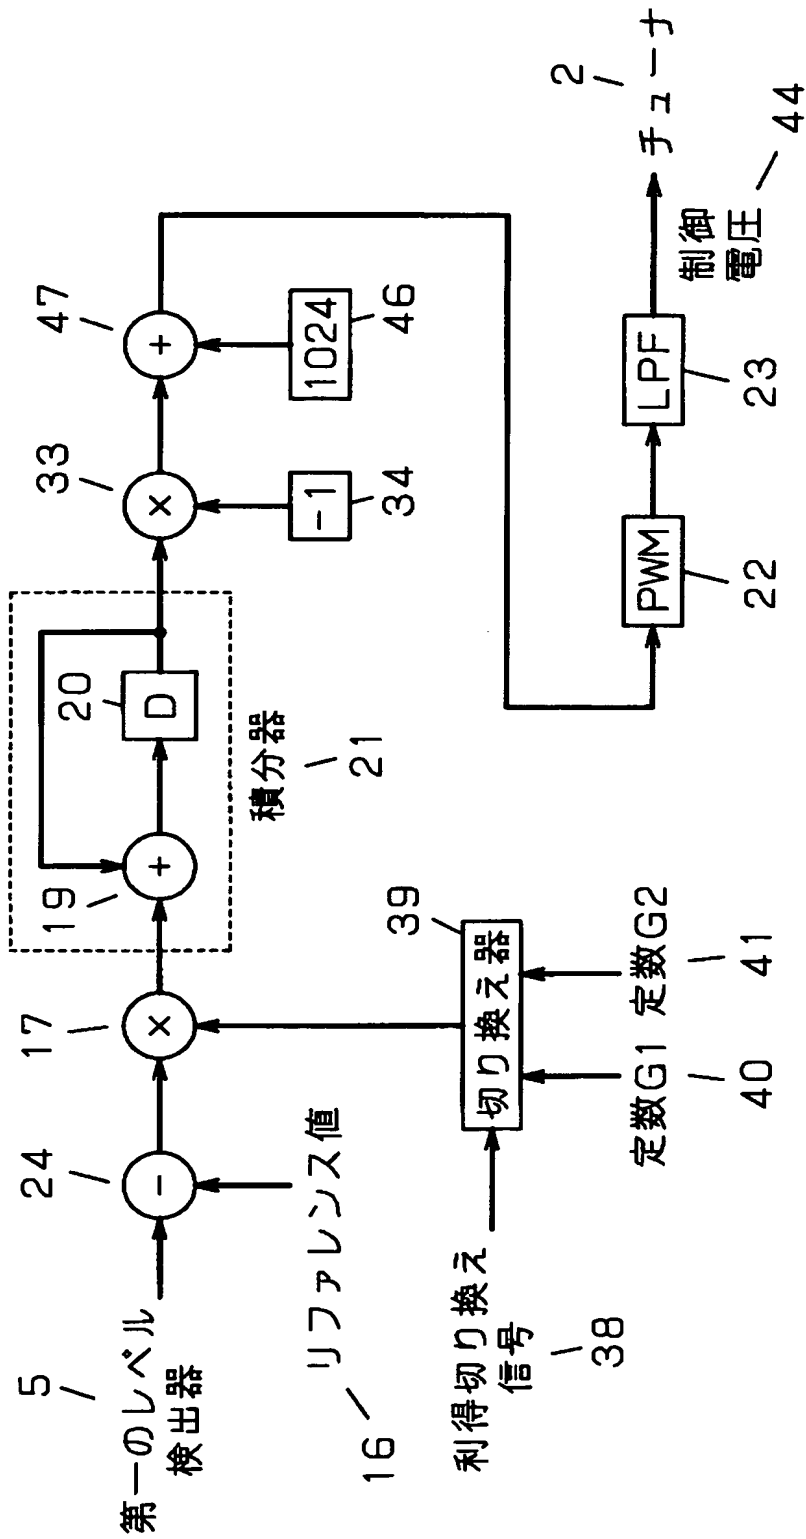 5
第一のレベル
検出器
24
−
16
リファレンス値
17
×
利得切り換え
信号
38
切り換え器
39
定数G1
40
定数G2
41
19
+
20
D
積分器
21
33
×
-1
34
47
+
1024
46
PWM
22
LPF
23
制御
電圧
44
2
チューナ